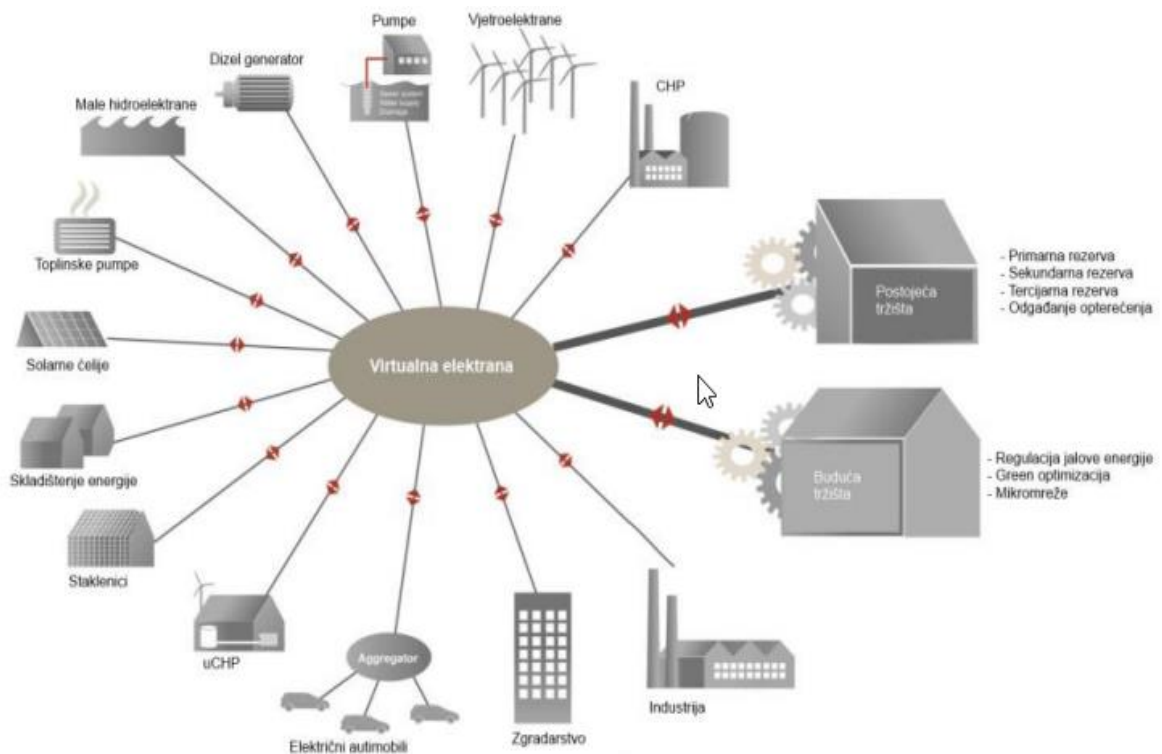 Pumpe
Vjetroelektrane
Dizel generator
CHP
Male hidroelektrane
Toplinske pumpe
Solarne ćelije
Skladištenje energije
Staklenici
uCHP
Aggregator
Električni autimobili
Zgradarstvo
Industrija
Virtualna elektrana
Postojeća
tržišta
- Primarna rezerva
- Sekundarna rezerva
- Tercijarna rezerva
- Odgađanje opterećenja
Buduća
tržišta
- Regulacija jalove energije
- Green optimizacija
- Mikromreže